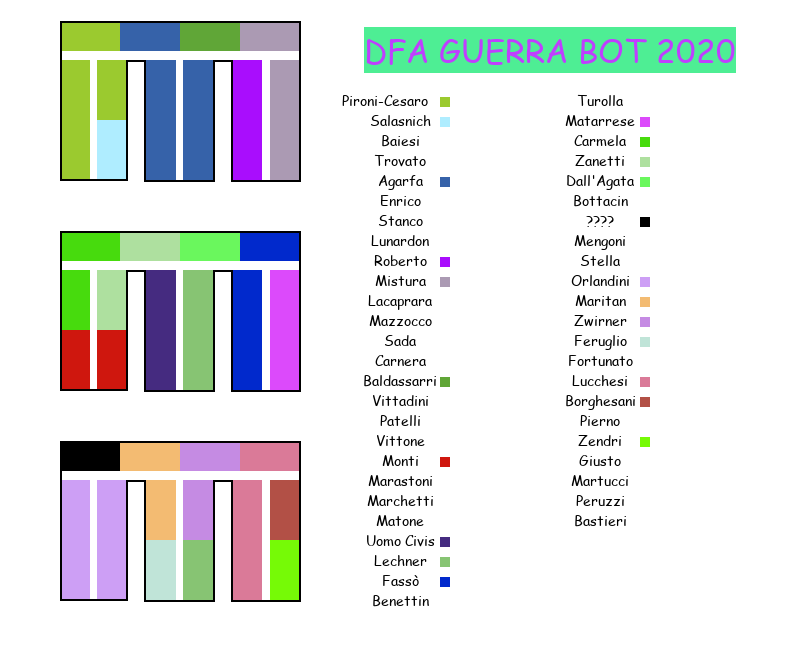 DFA GUERRA BOT 2020
Pironi-Cesaro
Salasnich
Baiesi
Trovato
Agarfa
Enrico
Stanco
Lunardon
Roberto
Mistura
Lacaprara
Mazzocco
Sada
Carnera
Baldassarri
Vittadini
Patelli
Vittone
Monti
Marastoni
Marchetti
Matone
Uomo Civis
Lechner
Fassò
Benettin
Turolla
Matarrese
Carmela
Zanetti
Dall'Agata
Bottacin
????
Mengoni
Stella
Orlandini
Maritan
Zwirner
Feruglio
Fortunato
Lucchesi
Borghesani
Pierno
Zendri
Giusto
Martucci
Peruzzi
Bastieri